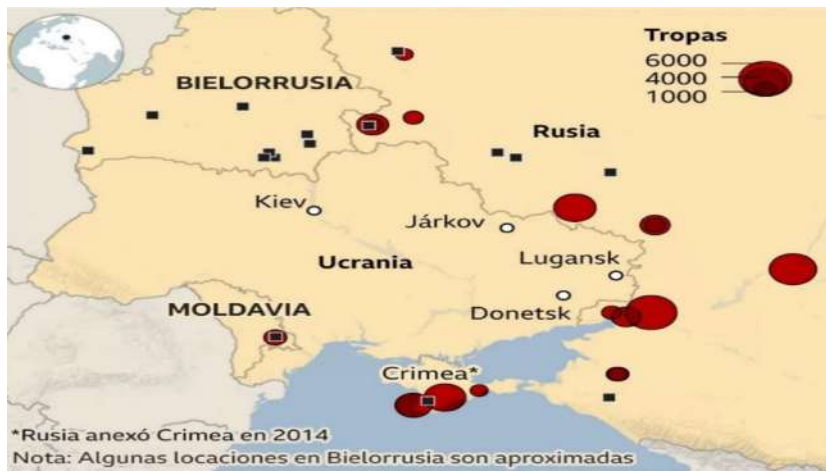 Tropas
6000
4000
1000
BIELORRUSIA
Rusia
Kiev
Járkov
Ucrania
Lugansk
MOLDAVIA
Donetsk
Crimea*
*Rusia anexó Crimea en 2014
Nota: Algunas locaciones en Bielorrusia son aproximadas